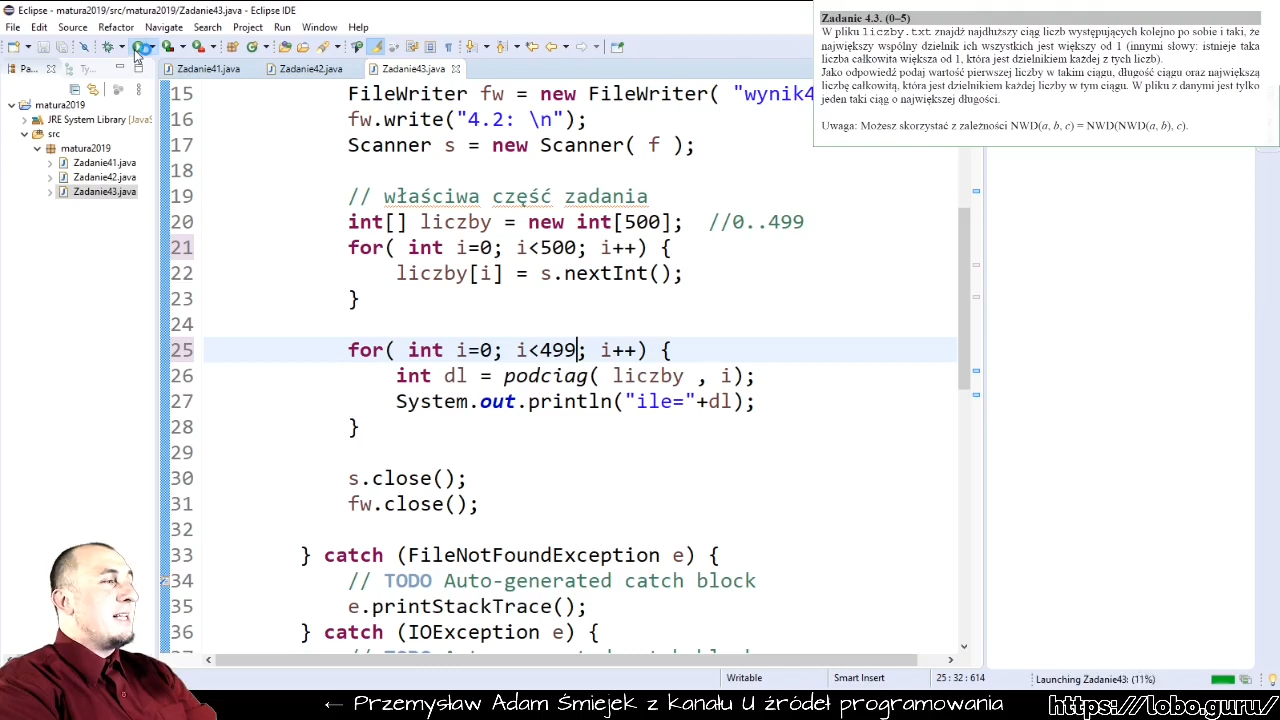 Eclipse - matura2019/src/matura2019/Zadanie43.java - Eclipse IDE
File Edit Source Refactor Navigate Search Project Run Window Help
Pa... Ty...
matura2019
JRE System Library [JavaS
src
matura2019
Zadanie41.java
Zadanie42.java
Zadanie43.java
Zadanie41.java Zadanie42.java Zadanie43.java
15 FileWriter fw = new FileWriter( "wynik4
16 fw.write("4.2: \n");
17 Scanner s = new Scanner( f );
18
19 // właściwa część zadania
20 int[] liczby = new int[500]; //0..499
21 for( int i=0; i<500; i++) {
22 liczby[i] = s.nextInt();
23 }
24
25 for( int i=0; i<499; i++) {
26 int dl = podciag( liczby , i);
27 System.out.println("ile="+dl);
28 }
29
30 s.close();
31 fw.close();
32
33 } catch (FileNotFoundException e) {
34 // TODO Auto-generated catch block
35 e.printStackTrace();
36 } catch (IOException e) {
Zadanie 4.3. (0–5)
W pliku liczby.txt znajdź najdłuższy ciąg liczb występujących kolejno po sobie i taki, że
największy wspólny dzielnik ich wszystkich jest większy od 1 (innymi słowy: istnieje taka
liczba całkowita większa od 1, która jest dzielnikiem każdej z tych liczb).
Jako odpowiedź podaj wartość pierwszej liczby w takim ciągu, długość ciągu oraz największą
liczbę całkowitą, która jest dzielnikiem każdej liczby w tym ciągu. W pliku z danymi jest tylko
jeden taki ciąg o największej długości.
Uwaga: Możesz skorzystać z zależności NWD(a, b, c) = NWD(NWD(a, b), c).
Writable Smart Insert 25 : 32 : 614 Launching Zadanie43: (11%)
← Przemysław Adam Śmiejek z kanału U źródeł programowania https://lobo.guru/